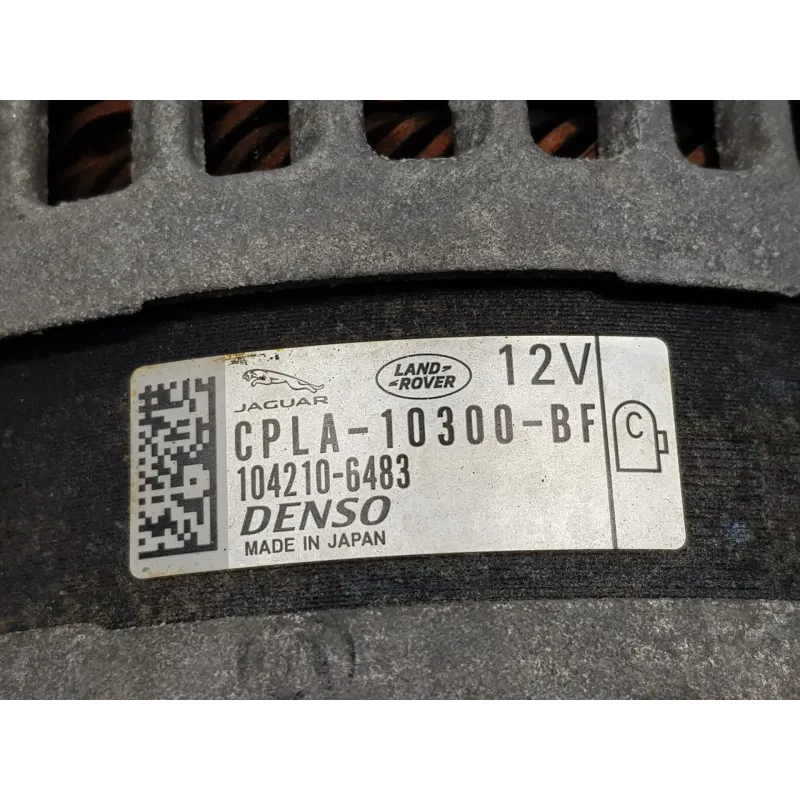 JAGUAR LAND ROVER 12V
CPLA-10300-BF C
104210-6483
DENSO
MADE IN JAPAN